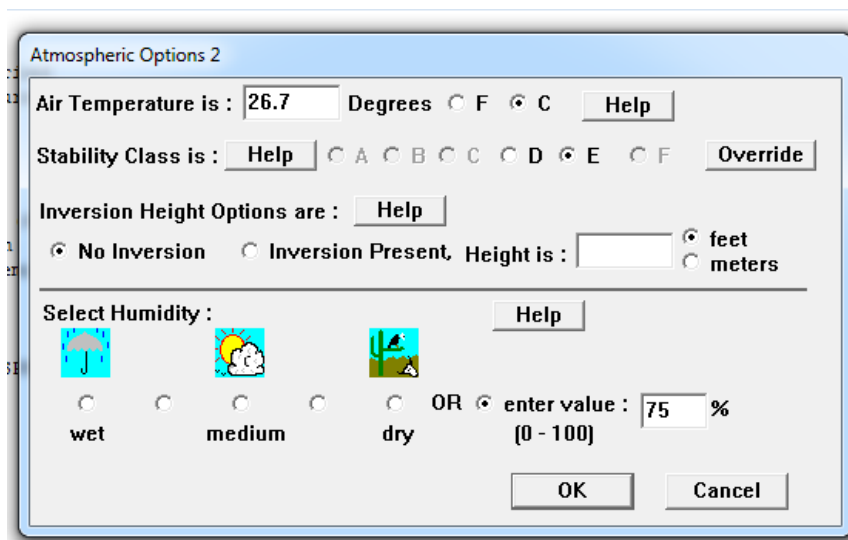 Atmospheric Options 2
Air Temperature is : 26.7 Degrees F C Help
Stability Class is : Help A B C D E F Override
Inversion Height Options are : Help
No Inversion Inversion Present, Height is : feet
meters
Select Humidity : Help
wet medium dry OR enter value : 75 %
(0 - 100)
OK Cancel